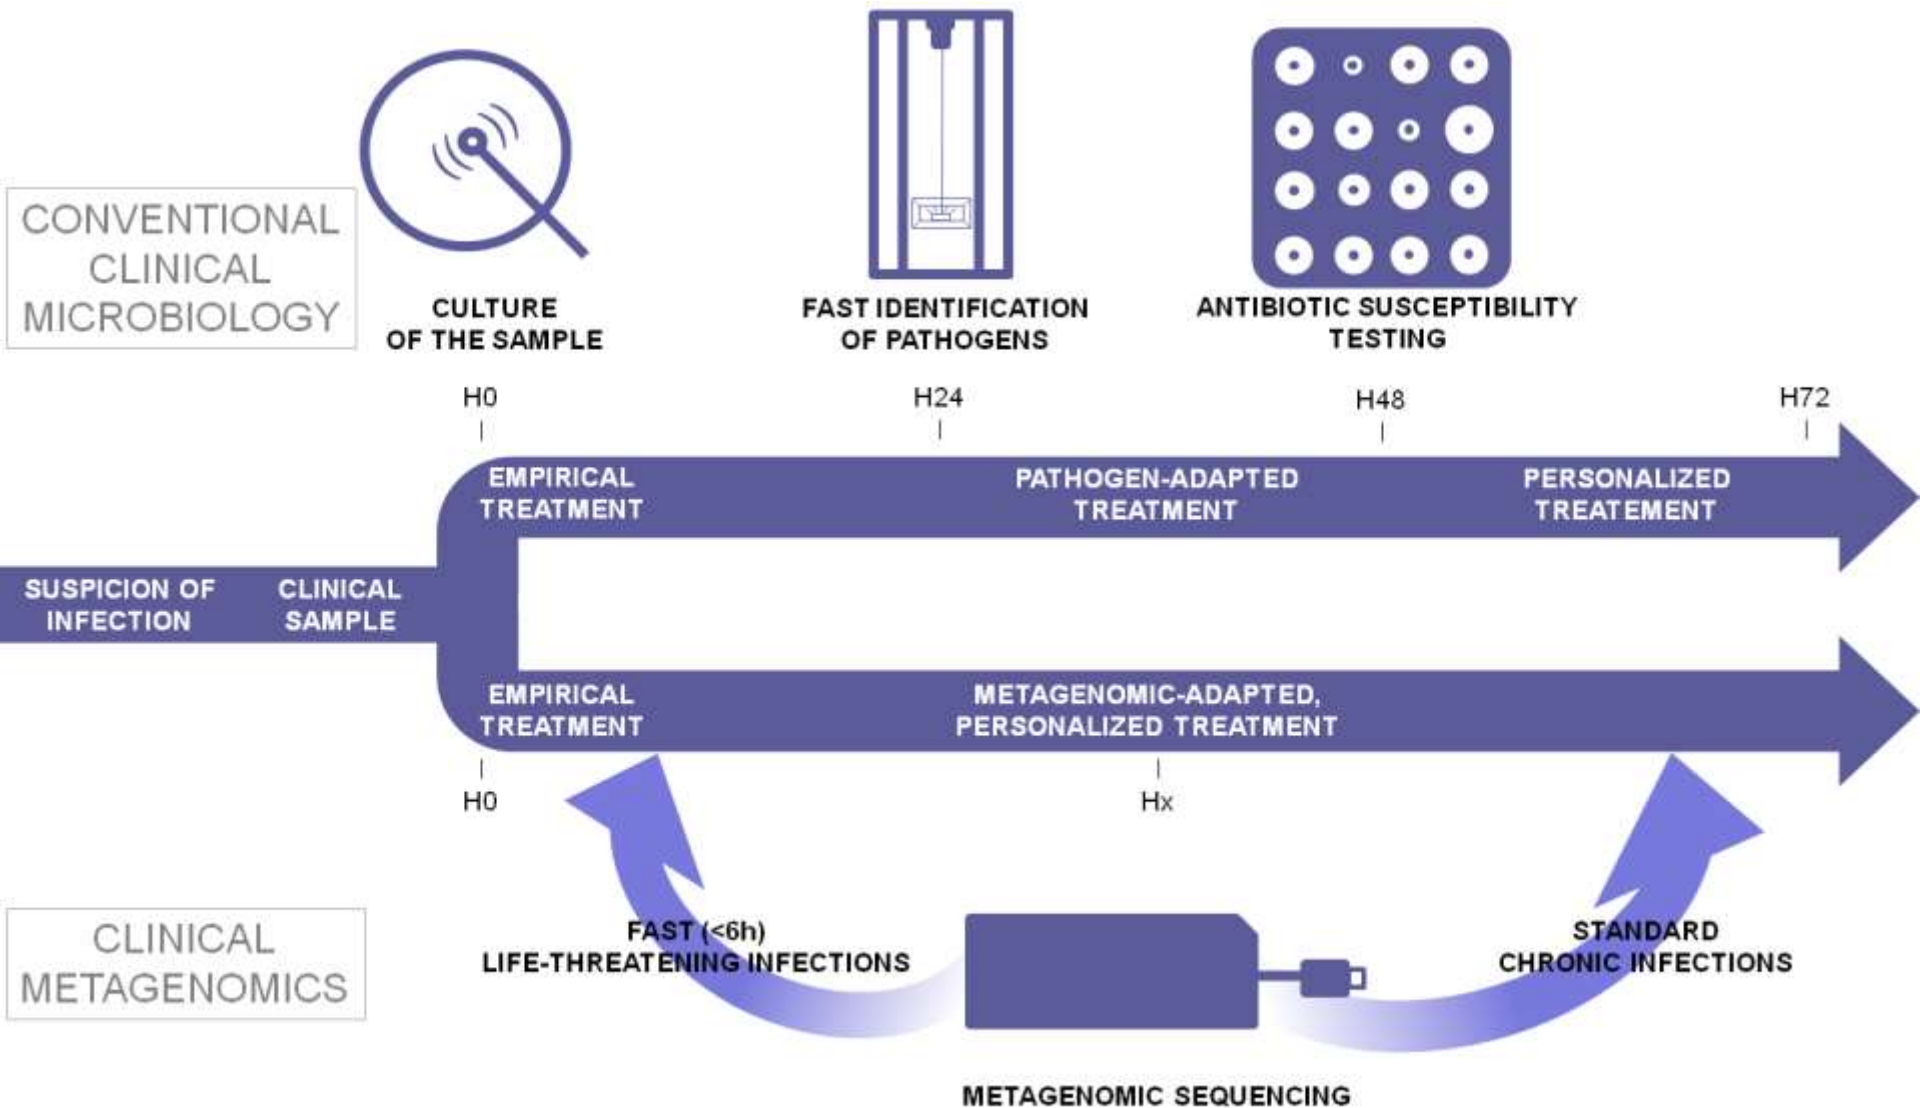 CONVENTIONAL
CLINICAL
MICROBIOLOGY
CULTURE
OF THE SAMPLE
FAST IDENTIFICATION
OF PATHOGENS
ANTIBIOTIC SUSCEPTIBILITY
TESTING
H0
H24
H48
H72
EMPIRICAL
TREATMENT
PATHOGEN-ADAPTED
TREATMENT
PERSONALIZED
TREATEMENT
SUSPICION OF
INFECTION
CLINICAL
SAMPLE
EMPIRICAL
TREATMENT
METAGENOMIC-ADAPTED,
PERSONALIZED TREATMENT
H0
Hx
CLINICAL
METAGENOMICS
FAST (<6h)
LIFE-THREATENING INFECTIONS
STANDARD
CHRONIC INFECTIONS
METAGENOMIC SEQUENCING